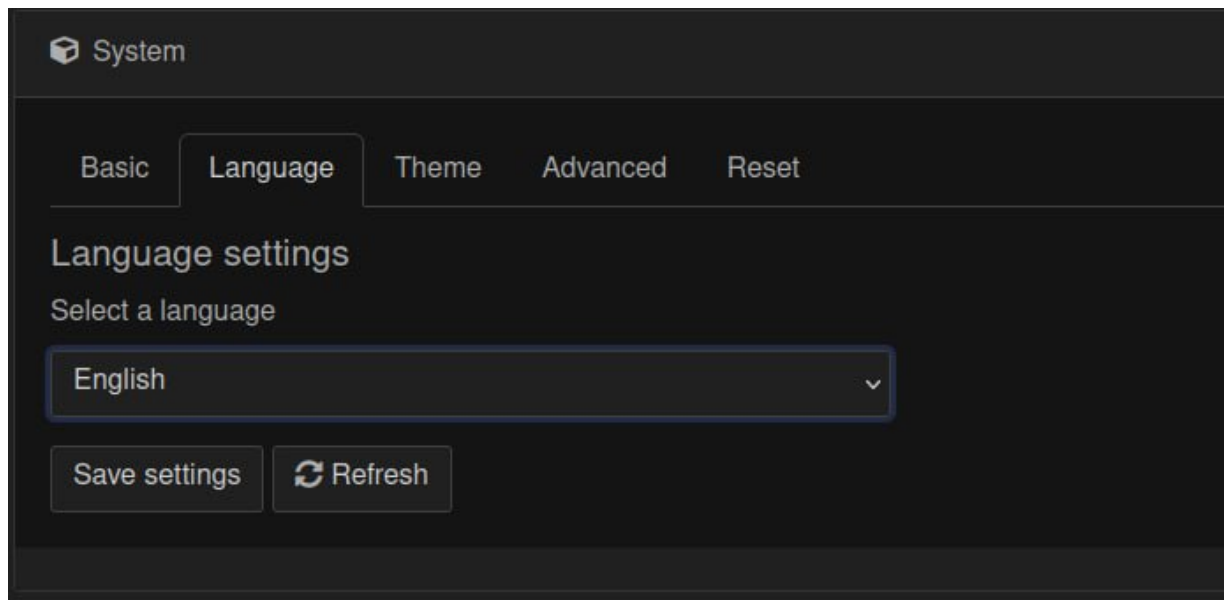 System
Basic Language Theme Advanced Reset
Language settings
Select a language
English
Save settings Refresh